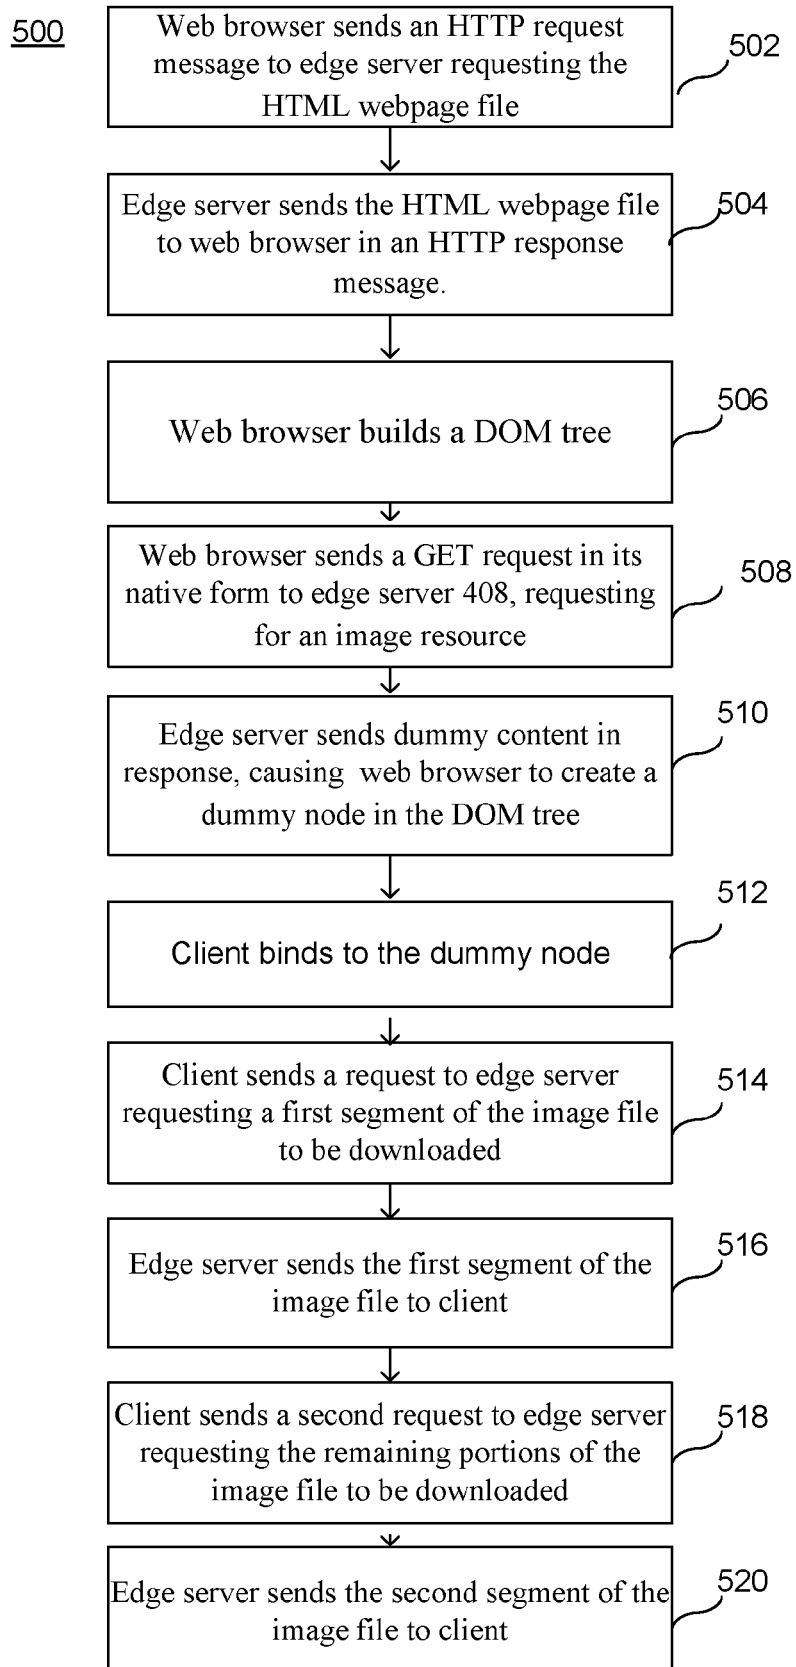 500
Web browser sends an HTTP request
message to edge server requesting the
HTML webpage file
502
Edge server sends the HTML webpage file
to web browser in an HTTP response
message.
504
Web browser builds a DOM tree
506
Web browser sends a GET request in its
native form to edge server 408, requesting
for an image resource
508
Edge server sends dummy content in
response, causing web browser to create a
dummy node in the DOM tree
510
Client binds to the dummy node
512
Client sends a request to edge server
requesting a first segment of the image file
to be downloaded
514
Edge server sends the first segment of the
image file to client
516
Client sends a second request to edge server
requesting the remaining portions of the
image file to be downloaded
518
Edge server sends the second segment of the
image file to client
520